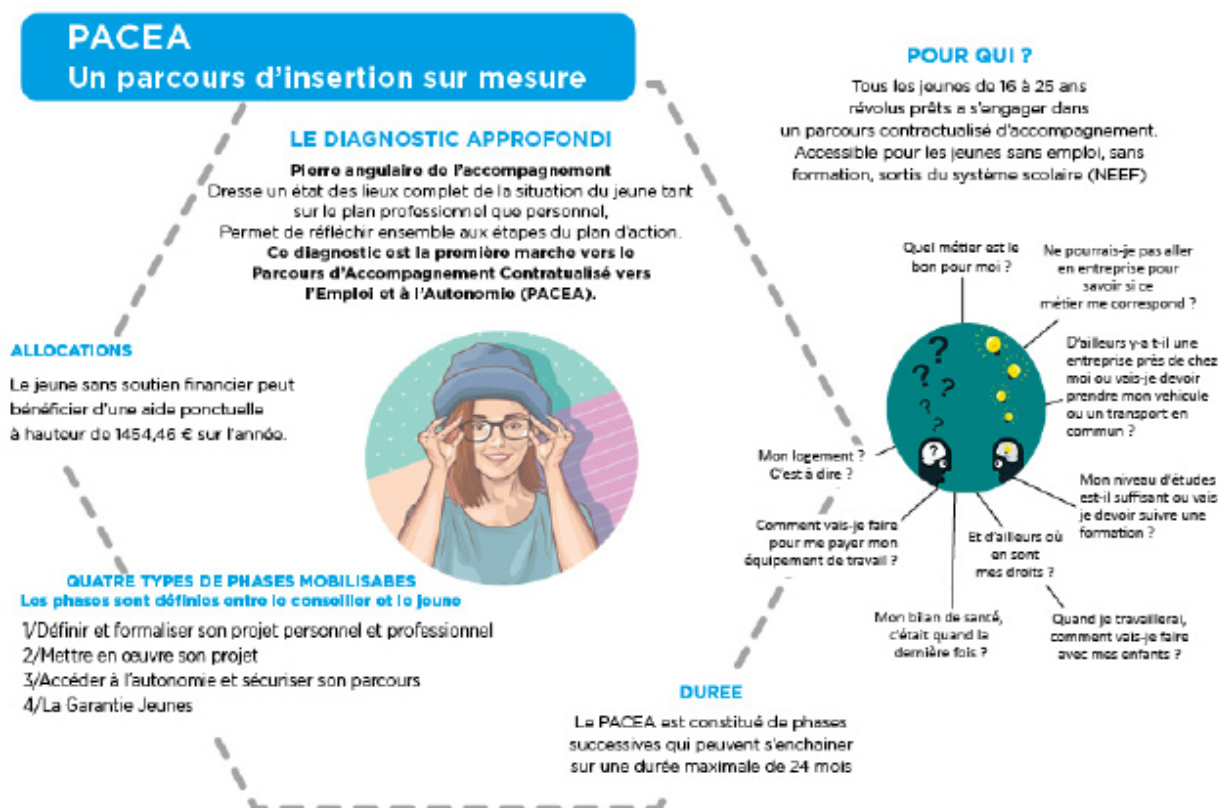 PACEA
Un parcours d'insertion sur mesure
LE DIAGNOSTIC APPROFONDI
Pierre angulaire de l'accompagnement
Dresse un état des lieux complet de la situation du jeune tant
sur le plan professionnel que personnel,
Permet de réfléchir ensemble aux étapes du plan d'action.
Ce diagnostic est la première marche vers le
Parcours d'Accompagnement Contratualisé vers
l'Emploi et à l'Autonomie (PACEA).
POUR QUI ?
Tous les jeunes de 16 à 25 ans
révolus prêts a s'engager dans
un parcours contractualisé d'accompagnement.
Accessible pour les jeunes sans emploi, sans
formation, sortis du système scolaire (NEEF)
ALLOCATIONS
Le jeune sans soutien financier peut
bénéficier d'une aide ponctuelle
à hauteur de 1454,46 € sur l'année.
Quel métier est le
bon pour moi ?
Ne pourrais-je pas aller
en entreprise pour
savoir si ce
métier me correspond ?
D'ailleurs y-a t-il une
entreprise près de chez
moi ou vais-je devoir
prendre mon vehicule
ou un transport en
commun ?
Mon logement ?
C'est à dire ?
Mon niveau d'études
est-il suffisant ou vais
je devoir suivre une
formation ?
Comment vais-je faire
pour me payer mon
équipement de travail ?
Et d'ailleurs où
en sont
mes droits ?
Mon bilan de santé,
c'était quand la
dernière fois ?
Quand je travaillerai,
comment vais-je faire
avec mes enfants ?
? ? ? ? ?
?
QUATRE TYPES DE PHASES MOBILISABES
Les phases sont définies entre le conseiller et le jeune
1/Définir et formaliser son projet personnel et professionnel
2/Mettre en œuvre son projet
3/Accéder à l'autonomie et sécuriser son parcours
4/La Garantie Jeunes
DUREE
Le PACEA est constitué de phases
successives qui peuvent s'enchainer
sur une durée maximale de 24 mois